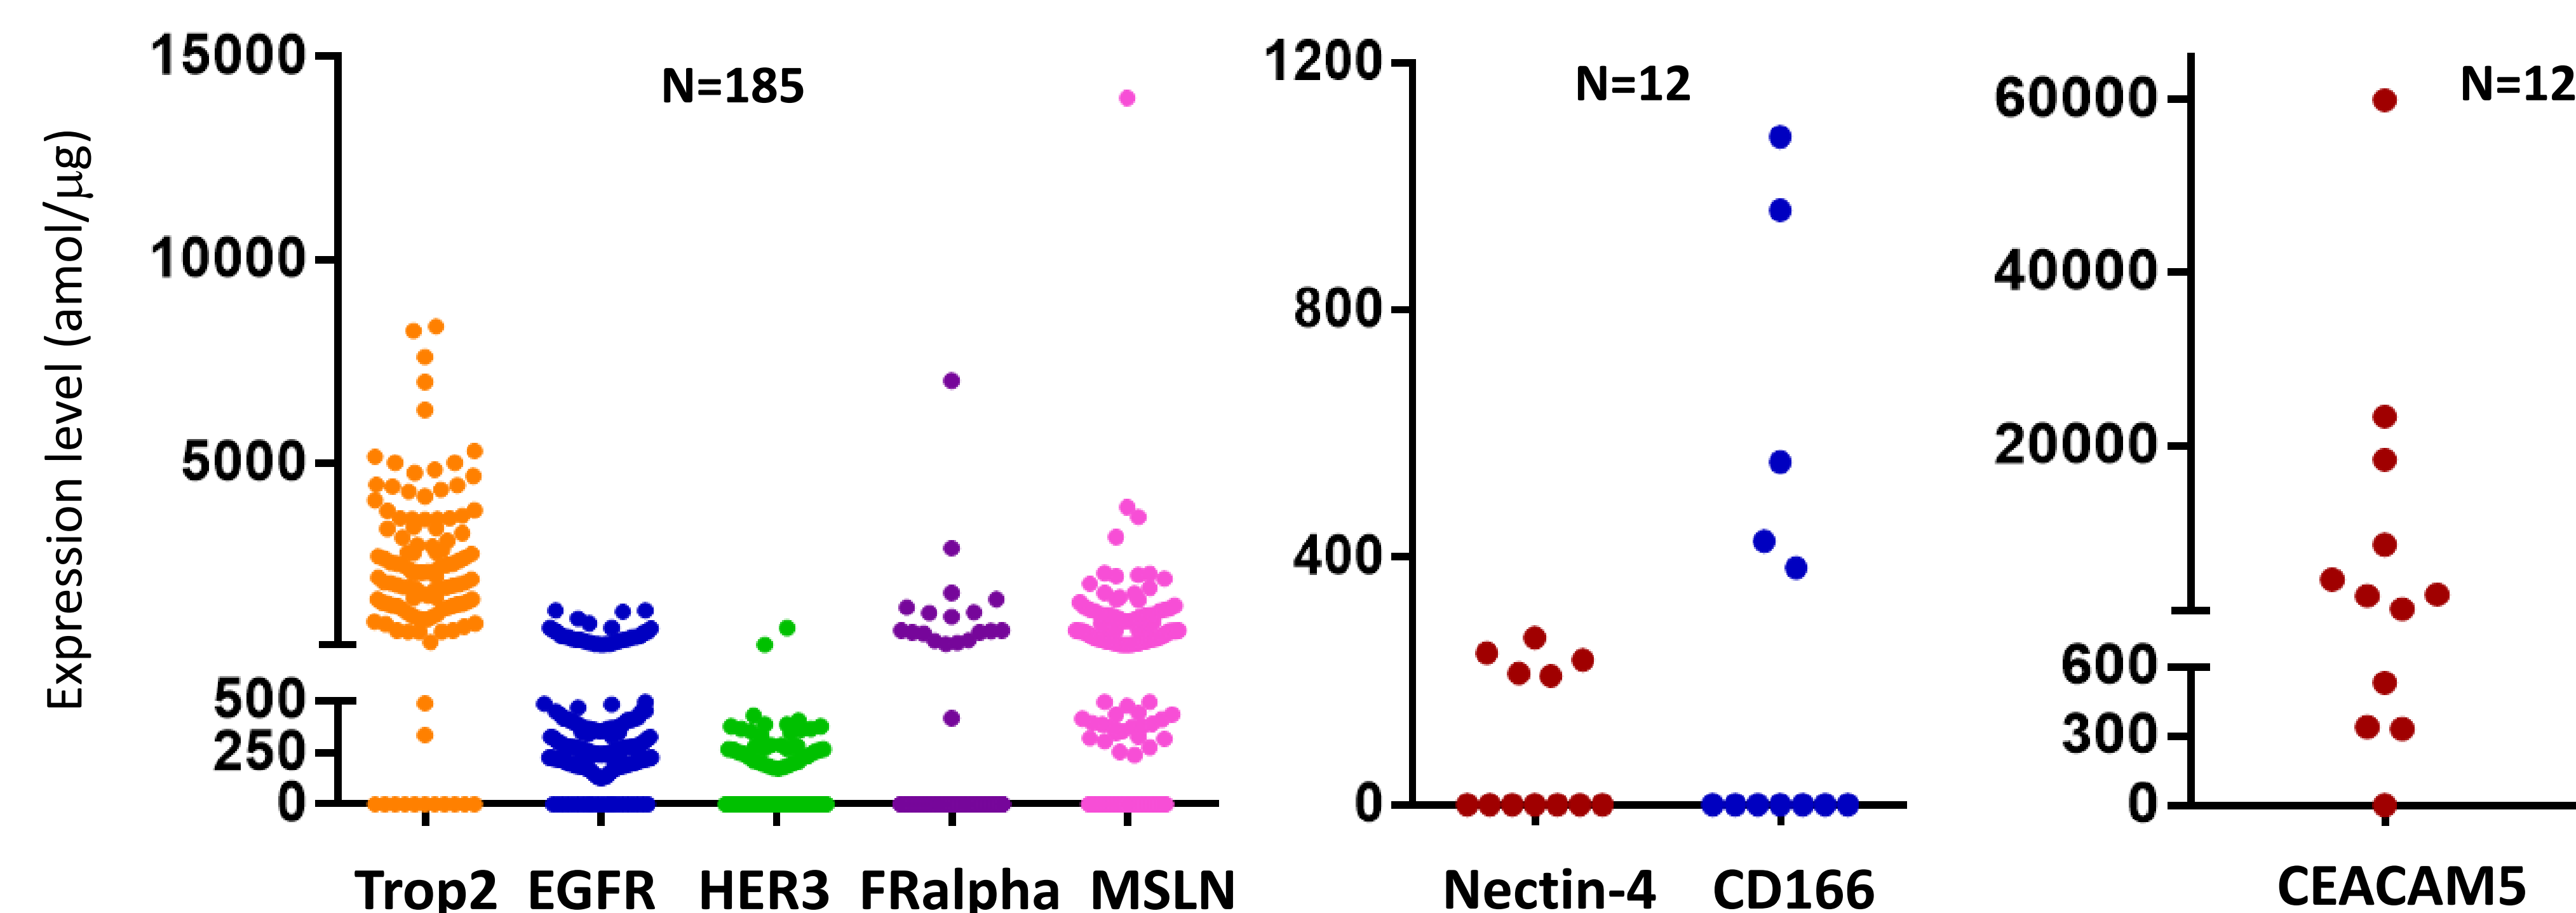 Expression level (amol/µg)
15000
10000
5000
500
250
0
N=185
Trop2 EGFR HER3 FRalpha MSLN
1200
800
400
0
N=12
Nectin-4 CD166
60000
40000
20000
600
300
0
N=12
CEACAM5